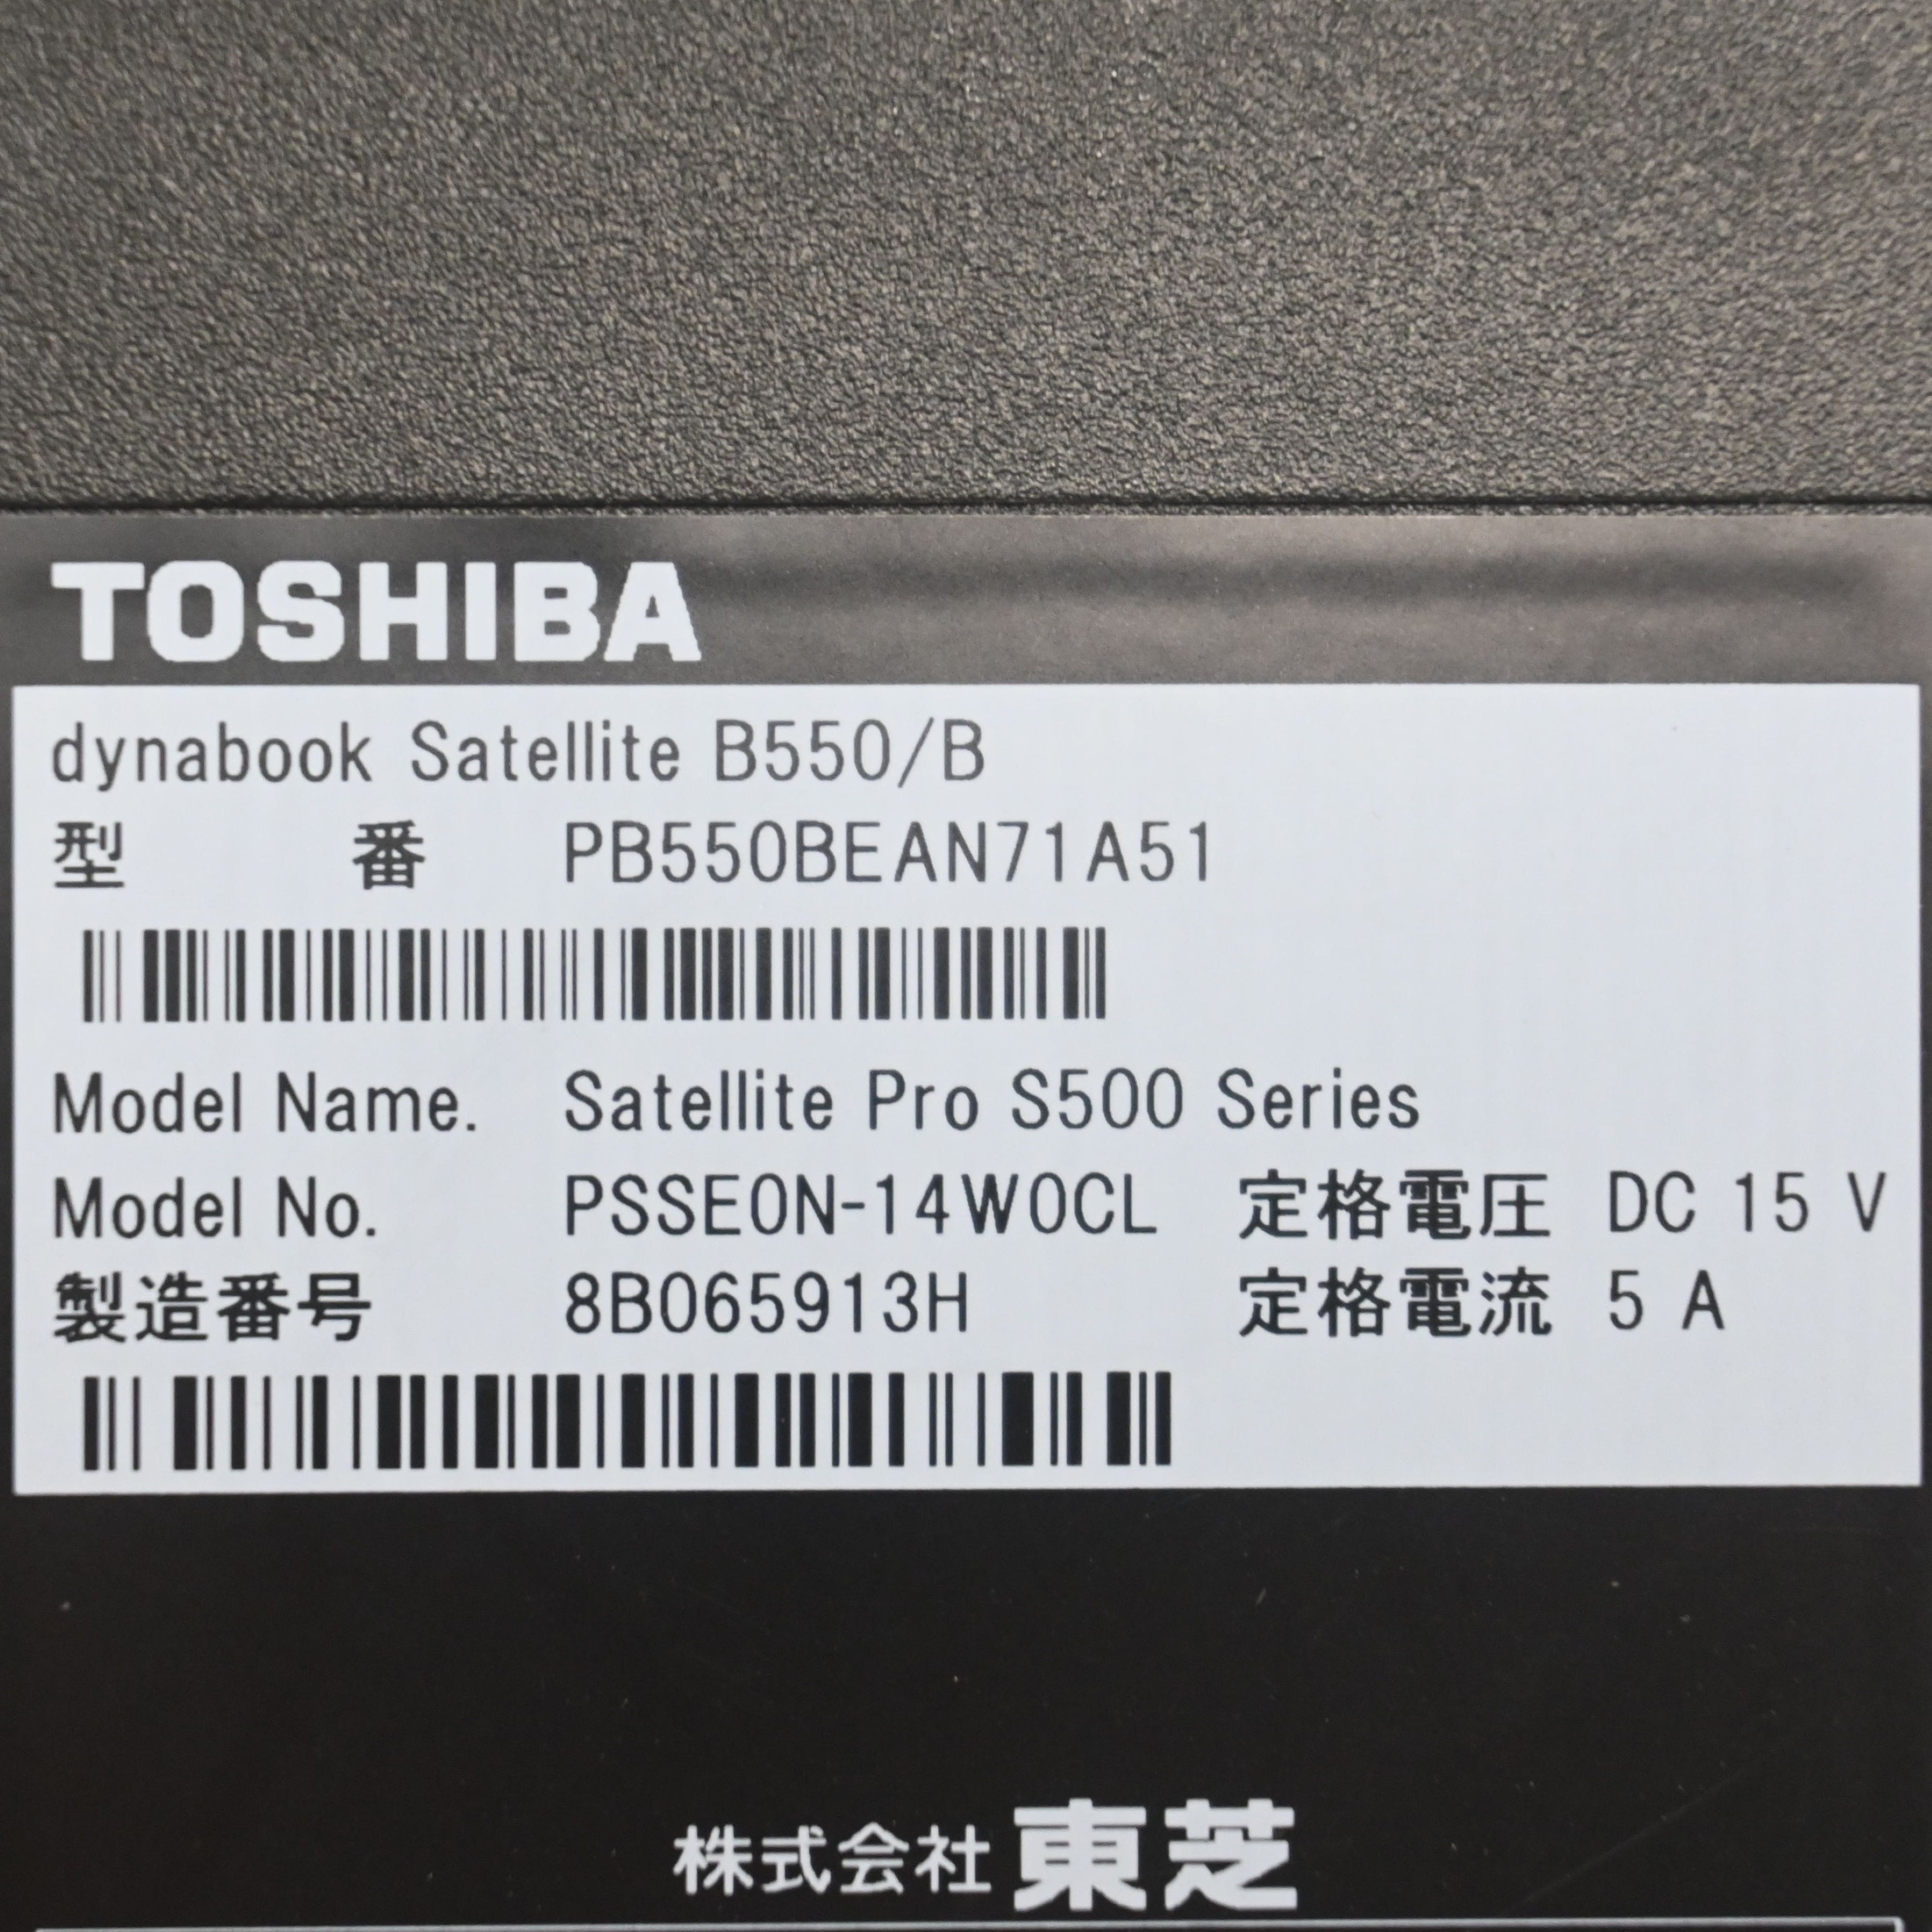 TOSHIBA
dynabook Satellite B550/B
型 番 PB550BEAN71A51
Model Name. Satellite Pro S500 Series
Model No. PSSE0N-14W0CL 定格電圧 DC 15 V
製造番号 8B065913H 定格電流 5 A
株式会社 東芝